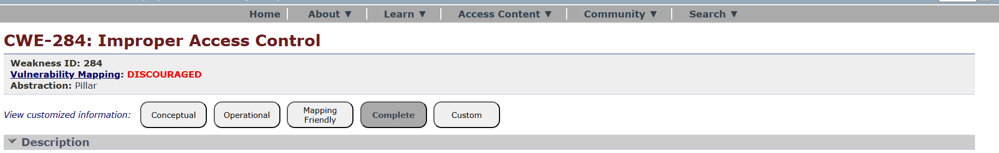 Home About ▼ Learn ▼ Access Content ▼ Community ▼ Search ▼
CWE-284: Improper Access Control
Weakness ID: 284
Vulnerability Mapping: DISCOURAGED
Abstraction: Pillar
View customized information: Conceptual Operational Mapping Friendly Complete Custom
Description